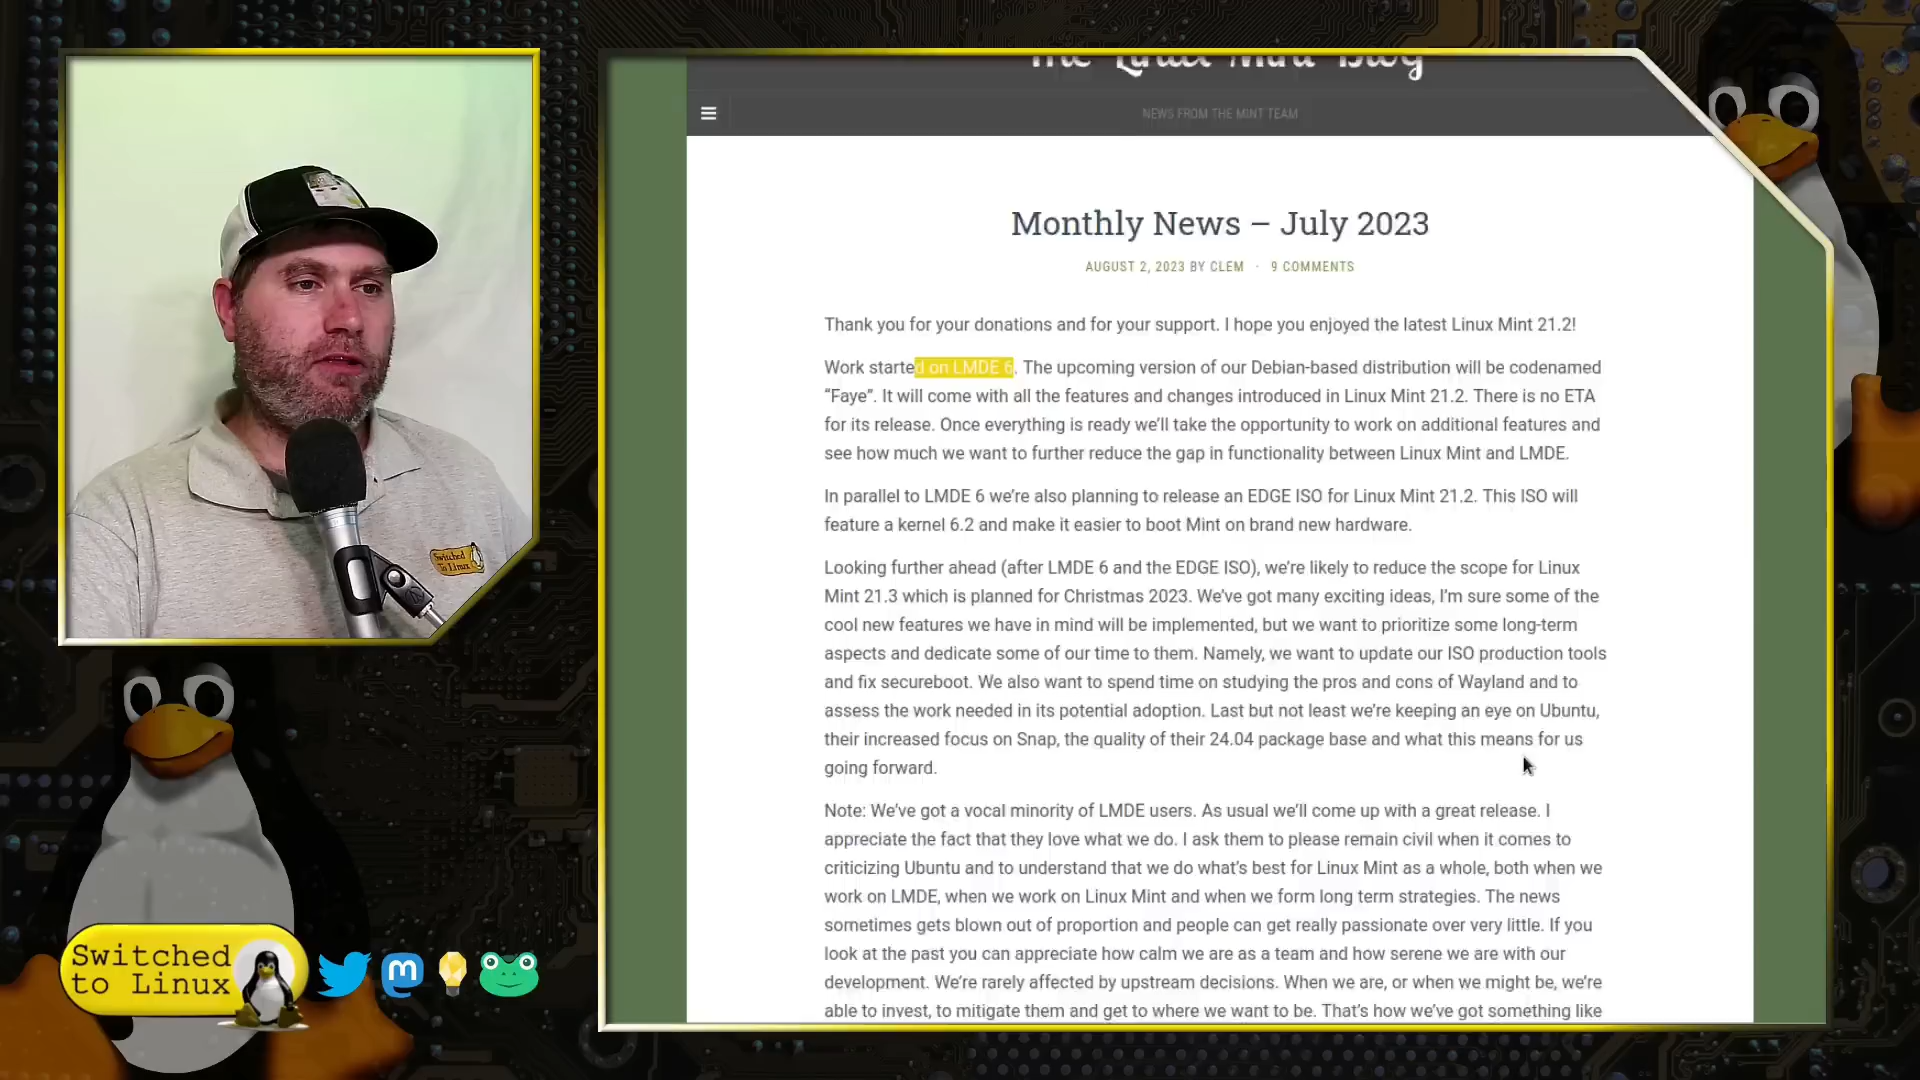 The Linux Mint Blog
NEWS FROM THE MINT TEAM
Monthly News – July 2023
AUGUST 2, 2023 BY CLEM · 9 COMMENTS
Thank you for your donations and for your support. I hope you enjoyed the latest Linux Mint 21.2!
Work started on LMDE 6. The upcoming version of our Debian-based distribution will be codenamed
“Faye”. It will come with all the features and changes introduced in Linux Mint 21.2. There is no ETA
for its release. Once everything is ready we’ll take the opportunity to work on additional features and
see how much we want to further reduce the gap in functionality between Linux Mint and LMDE.
In parallel to LMDE 6 we’re also planning to release an EDGE ISO for Linux Mint 21.2. This ISO will
feature a kernel 6.2 and make it easier to boot Mint on brand new hardware.
Looking further ahead (after LMDE 6 and the EDGE ISO), we’re likely to reduce the scope for Linux
Mint 21.3 which is planned for Christmas 2023. We’ve got many exciting ideas, I’m sure some of the
cool new features we have in mind will be implemented, but we want to prioritize some long-term
aspects and dedicate some of our time to them. Namely, we want to update our ISO production tools
and fix secureboot. We also want to spend time on studying the pros and cons of Wayland and to
assess the work needed in its potential adoption. Last but not least we’re keeping an eye on Ubuntu,
their increased focus on Snap, the quality of their 24.04 package base and what this means for us
going forward.
Note: We’ve got a vocal minority of LMDE users. As usual we’ll come up with a great release. I
appreciate the fact that they love what we do. I ask them to please remain civil when it comes to
criticizing Ubuntu and to understand that we do what’s best for Linux Mint as a whole, both when we
work on LMDE, when we work on Linux Mint and when we form long term strategies. The news
sometimes gets blown out of proportion and people can get really passionate over very little. If you
look at the past you can appreciate how calm we are as a team and how serene we are with our
development. We’re rarely affected by upstream decisions. When we are, or when we might be, we’re
able to invest, to mitigate them and get to where we want to be. That’s how we’ve got something like
Switched
To Linux
Switched
to Linux